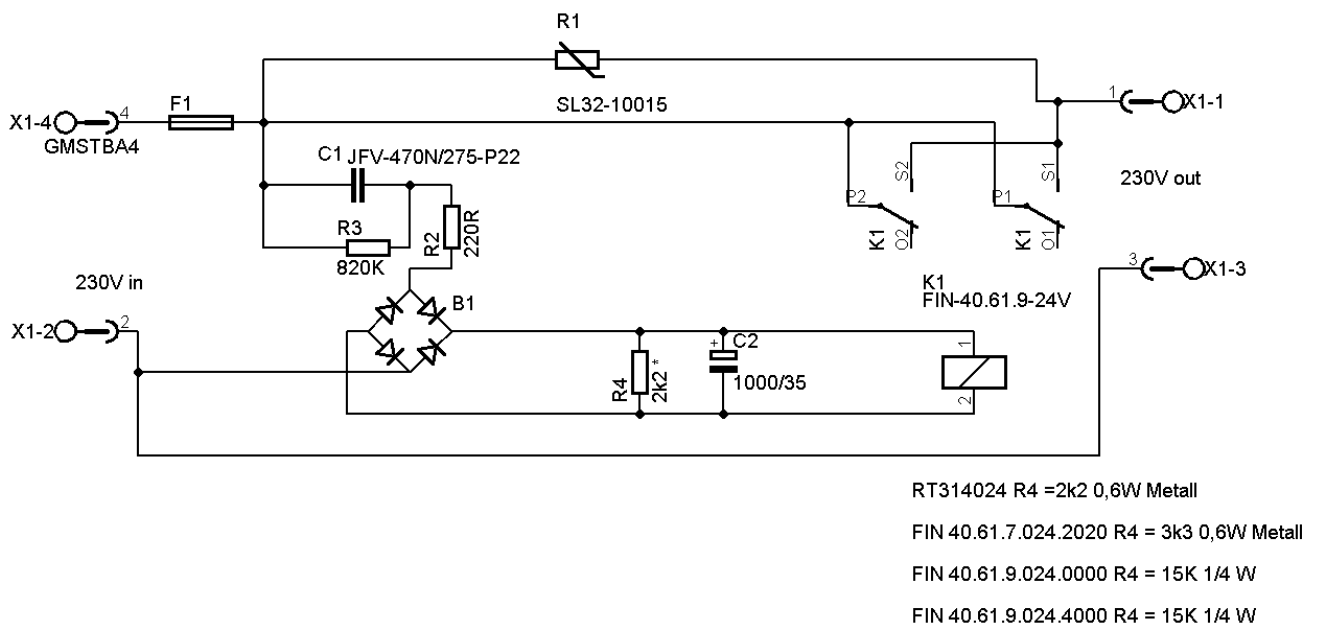 R1
SL32-10015
X1-4
4
F1
GMSTBA4
1
X1-1
C1 JFV-470N/275-P22
S2
S1
230V out
P2
P1
R3
820K
R2
220R
K1
O2
K1
O1
3
X1-3
230V in
B1
K1
FIN-40.61.9-24V
X1-2
2
C2
+
1000/35
R4
2k2 *
1
2
RT314024 R4 =2k2 0,6W Metall
FIN 40.61.7.024.2020 R4 = 3k3 0,6W Metall
FIN 40.61.9.024.0000 R4 = 15K 1/4 W
FIN 40.61.9.024.4000 R4 = 15K 1/4 W